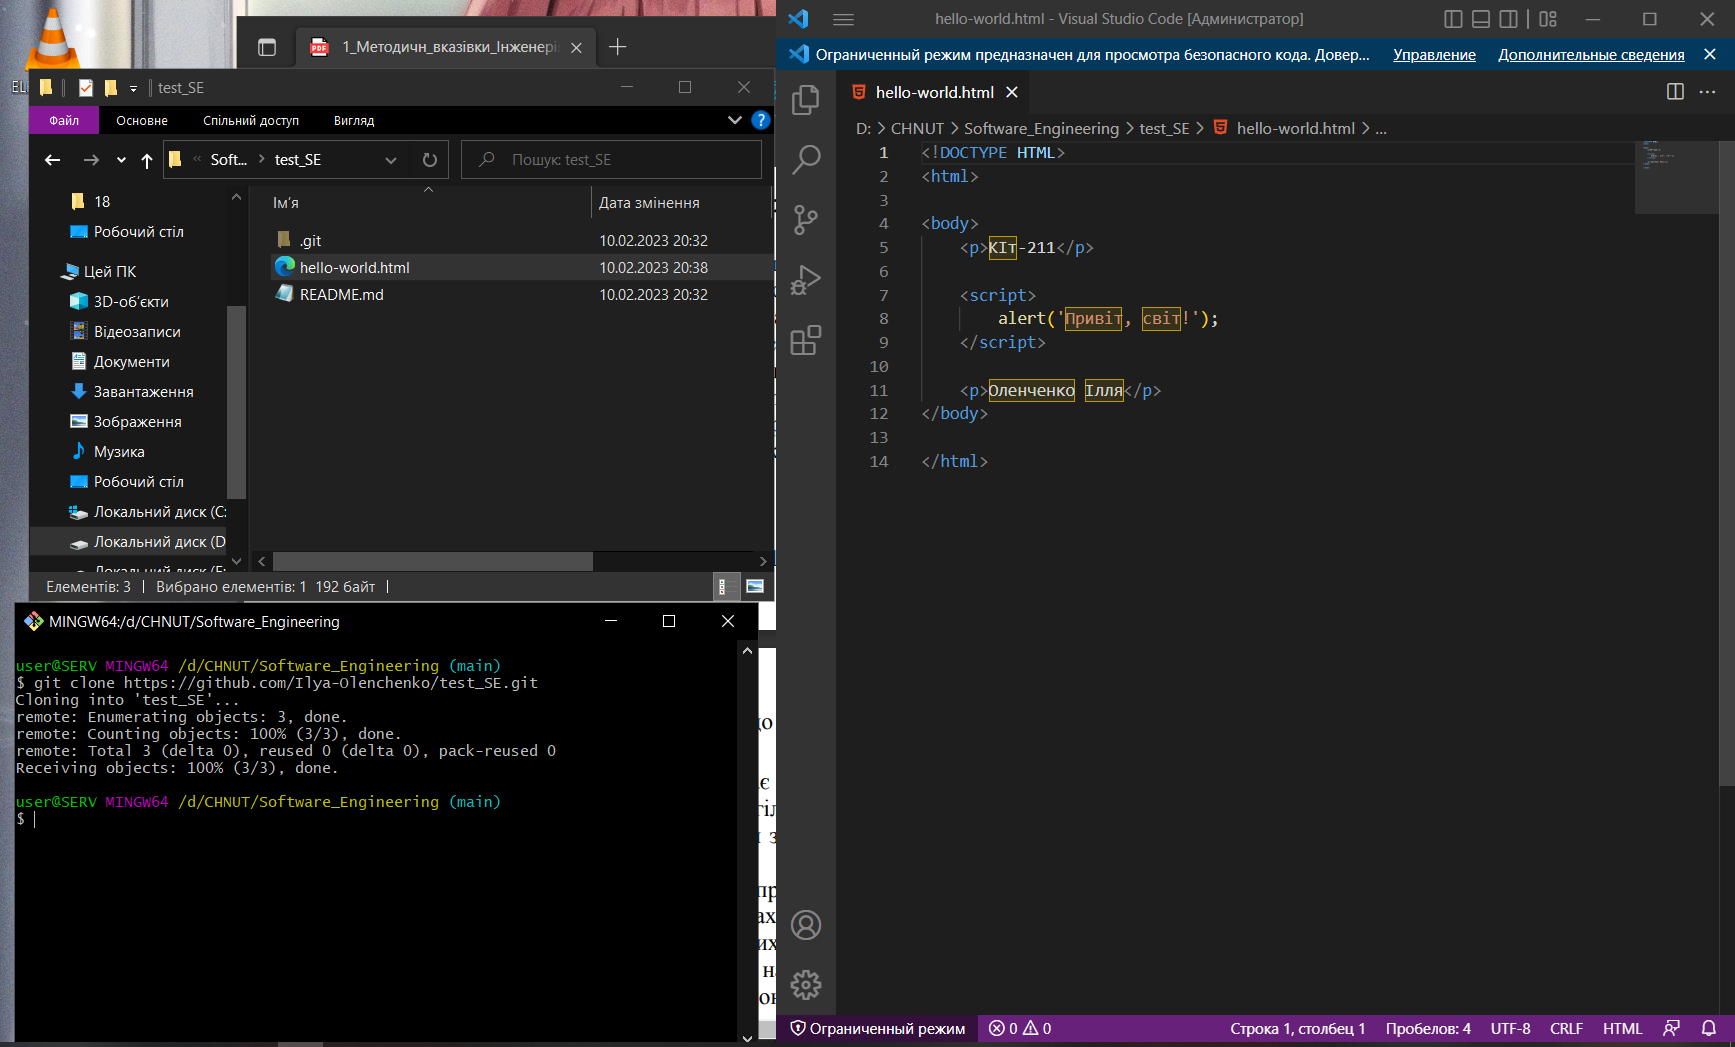 EL
1_Методичн_вказівки_Інженері
test_SE
Файл
Основне
Спільний доступ
Вигляд
?
« Soft... > test_SE
Пошук: test_SE
18
Робочий стіл
Цей ПК
3D-об'єкти
Відеозаписи
Документи
Завантаження
Зображення
Музика
Робочий стіл
Локальний диск (C:
Локальний диск (D
Ім'я
Дата змінення
.git 10.02.2023 20:32
hello-world.html 10.02.2023 20:38
README.md 10.02.2023 20:32
Елементів: 3
Вибрано елементів: 1 192 байт
MINGW64:/d/CHNUT/Software_Engineering
user@SERV MINGW64 /d/CHNUT/Software_Engineering (main)
$ git clone https://github.com/Ilya-Olenchenko/test_SE.git
Cloning into 'test_SE'...
remote: Enumerating objects: 3, done.
remote: Counting objects: 100% (3/3), done.
remote: Total 3 (delta 0), reused 0 (delta 0), pack-reused 0
Receiving objects: 100% (3/3), done.
user@SERV MINGW64 /d/CHNUT/Software_Engineering (main)
$
hello-world.html - Visual Studio Code [Администратор]
Ограниченный режим предназначен для просмотра безопасного кода. Довер...
Управление
Дополнительные сведения
hello-world.html
D: > CHNUT > Software_Engineering > test_SE > hello-world.html > ...
1 <!DOCTYPE HTML>
2 <html>
3
4 <body>
5 <p>КІт-211</p>
6
7 <script>
8 alert('Привіт, світ!');
9 </script>
10
11 <p>Оленченко Ілля</p>
12 </body>
13
14 </html>
Ограниченный режим
0 0
Строка 1, столбец 1
Пробелов: 4
UTF-8
CRLF
HTML